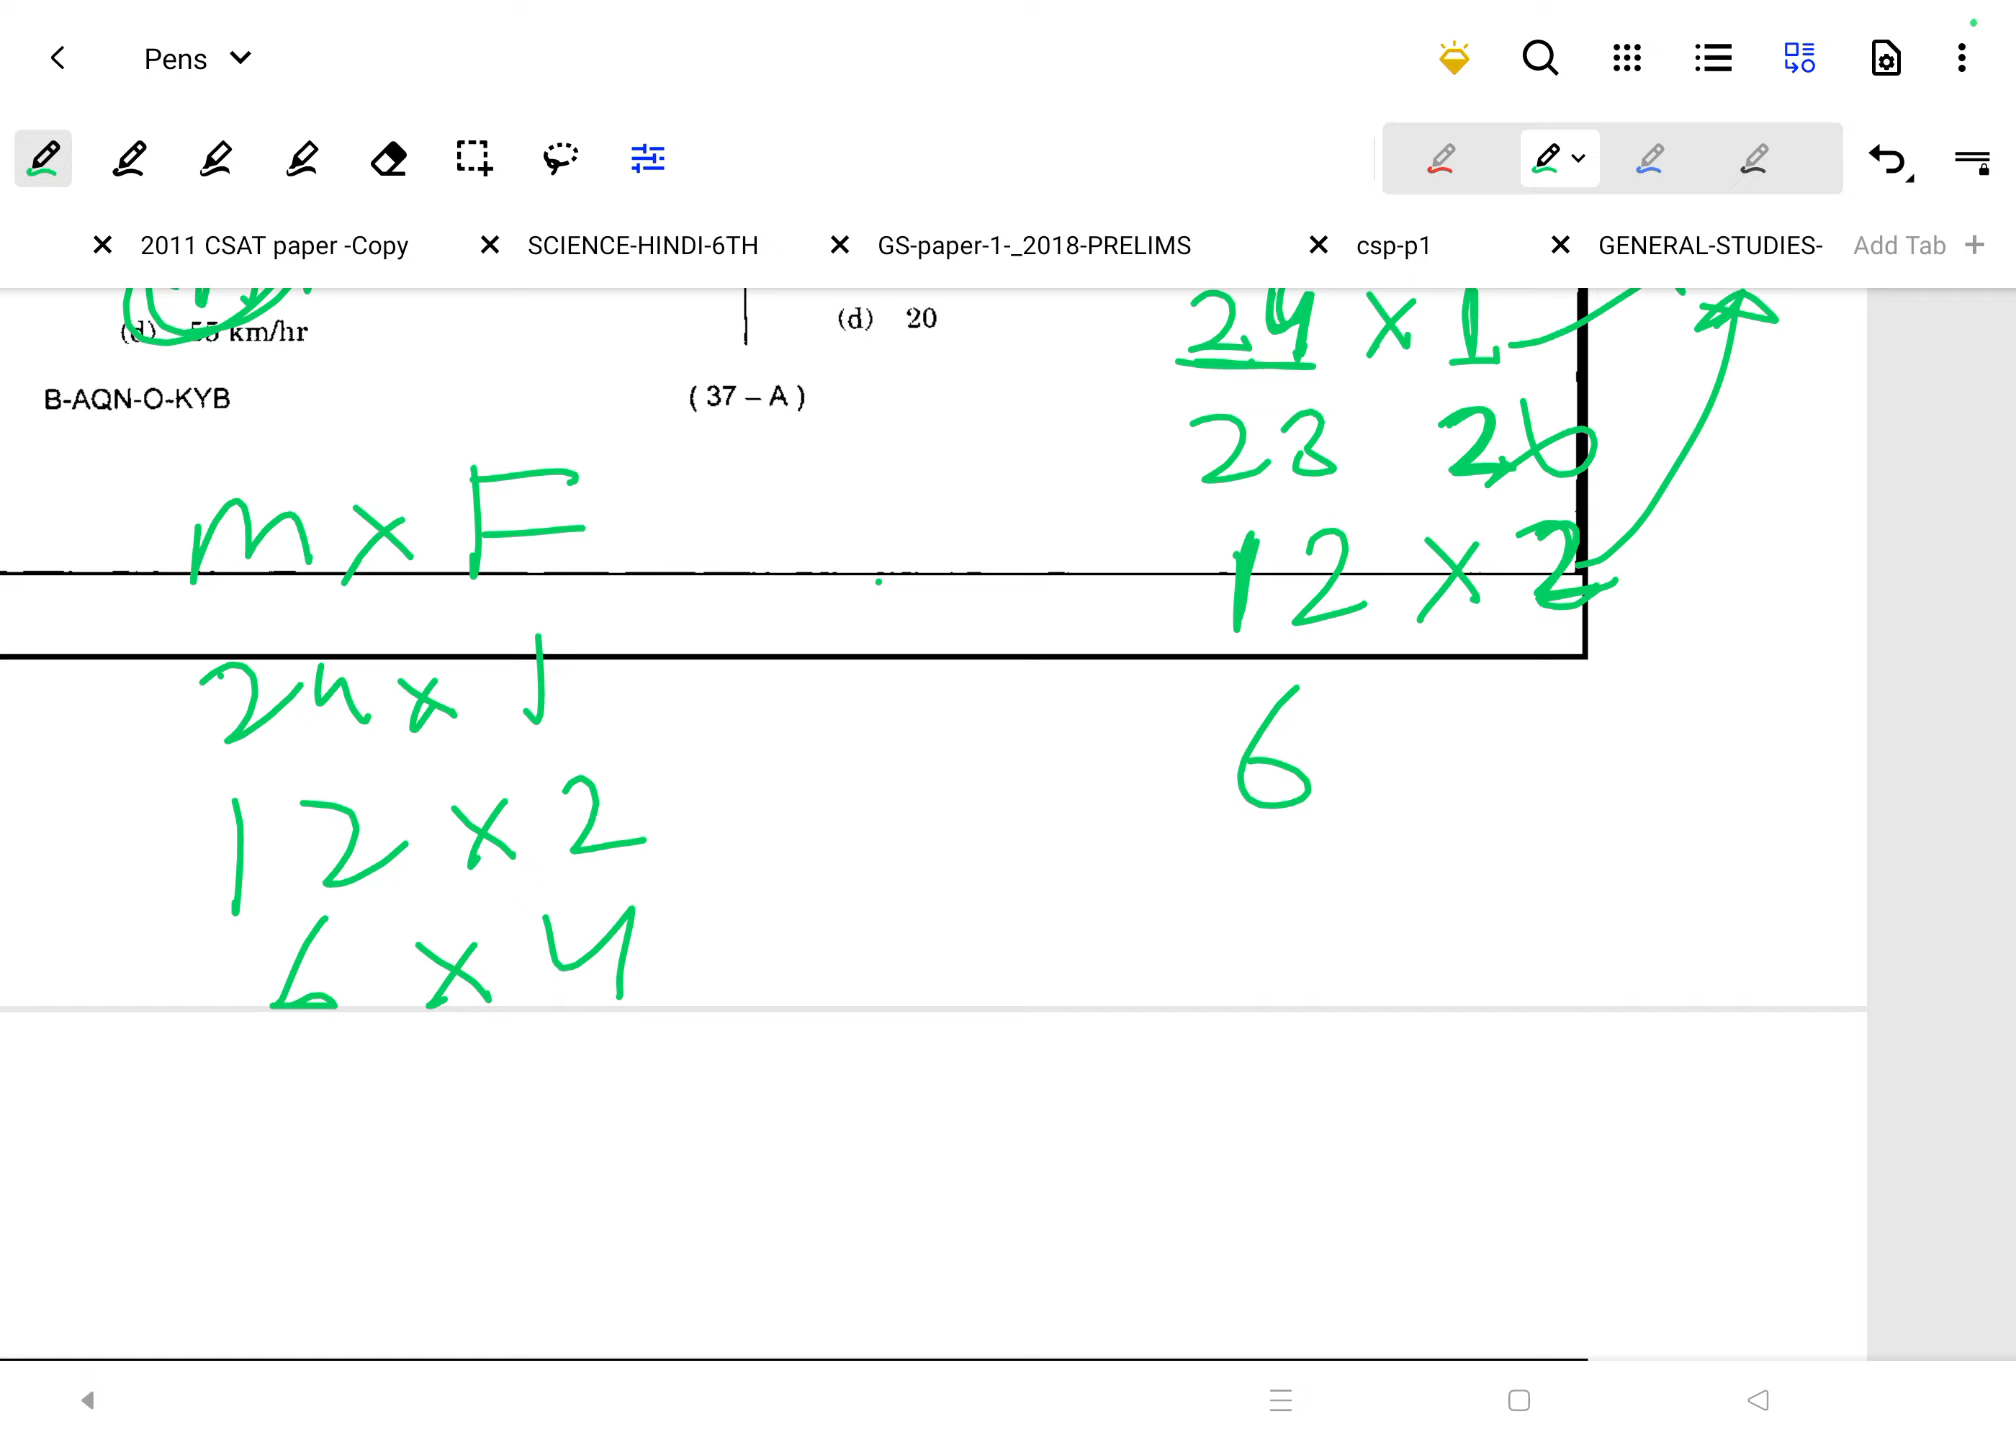 Pens
2011 CSAT paper -Copy
SCIENCE-HINDI-6TH
GS-paper-1-_2018-PRELIMS
csp-p1
GENERAL-STUDIES-
Add Tab +
(d) 55 km/hr
(d) 20
24 × 1
B-AQN-O-KYB
( 37 – A )
23 26
m × F
12 × 2
24 × 1
6
12 × 2
6 × 4